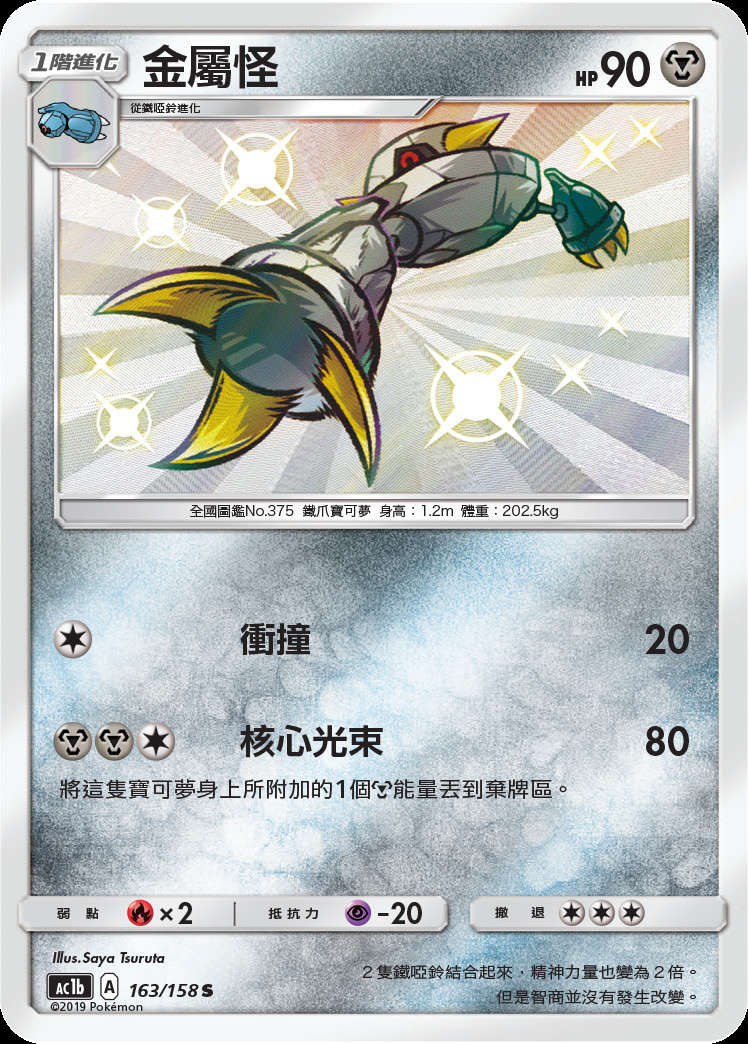 1階進化
金屬怪
HP90
從鐵啞鈴進化
全國圖鑑No.375 鐵爪寶可夢 身高：1.2m 體重：202.5kg
衝撞 20
核心光束 80
將這隻寶可夢身上所附加的1個能量丟到棄牌區。
弱點 ×2 抵抗力 -20 撤退
Illus. Saya Tsuruta
AC1b A 163/158 S
©2019 Pokémon
2隻鐵啞鈴結合起來，精神力量也變為2倍。
但是智商並沒有發生改變。